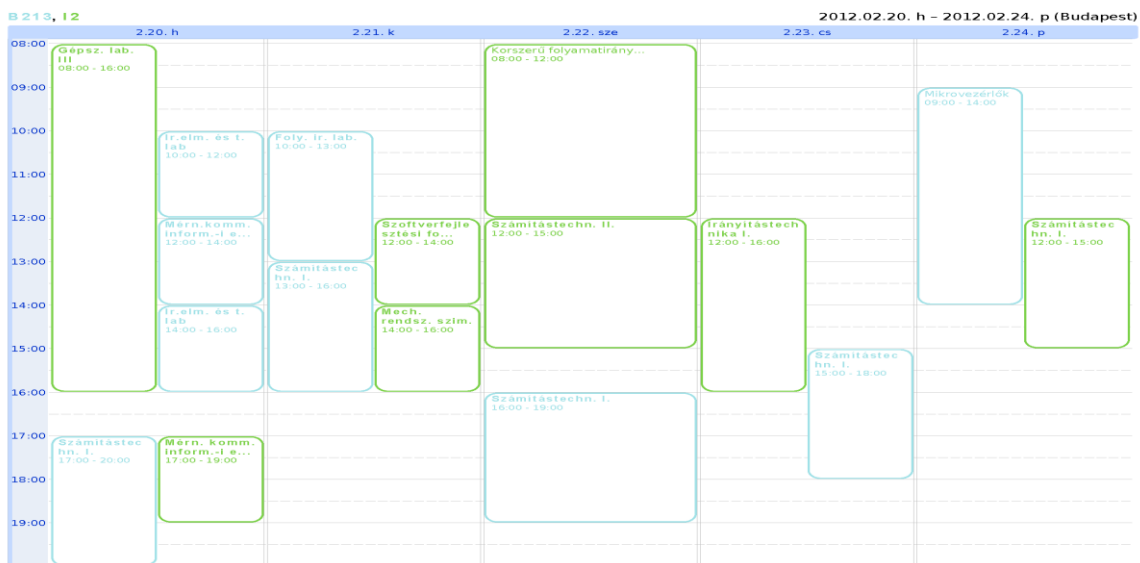 B213, I2
2012.02.20. h – 2012.02.24. p (Budapest)
2.20. h
2.21. k
2.22. sze
2.23. cs
2.24. p
08:00
09:00
10:00
11:00
12:00
13:00
14:00
15:00
16:00
17:00
18:00
19:00
Gépsz. lab.
III
08:00 - 16:00
Ir.elm. és t.
lab
10:00 - 12:00
Mérn.komm.
Inform.-i e...
12:00 - 14:00
Ir.elm. és t.
lab
14:00 - 16:00
Számítástec
hn. I.
17:00 - 20:00
Mérn. komm.
Inform.-i e...
17:00 - 19:00
Foly. ir. lab.
10:00 - 13:00
Számítástec
hn. I.
13:00 - 16:00
Szoftverfejle
sztési fo...
12:00 - 14:00
Mech.
rendsz. szim.
14:00 - 16:00
Korszerű folyamatirány...
08:00 - 12:00
Számítástechn. II.
12:00 - 15:00
Számítástechn. I.
16:00 - 19:00
Irányítástech
nika I.
12:00 - 16:00
Számítástec
hn. I.
15:00 - 18:00
Mikrovezérlők
09:00 - 14:00
Számítástec
hn. I.
12:00 - 15:00